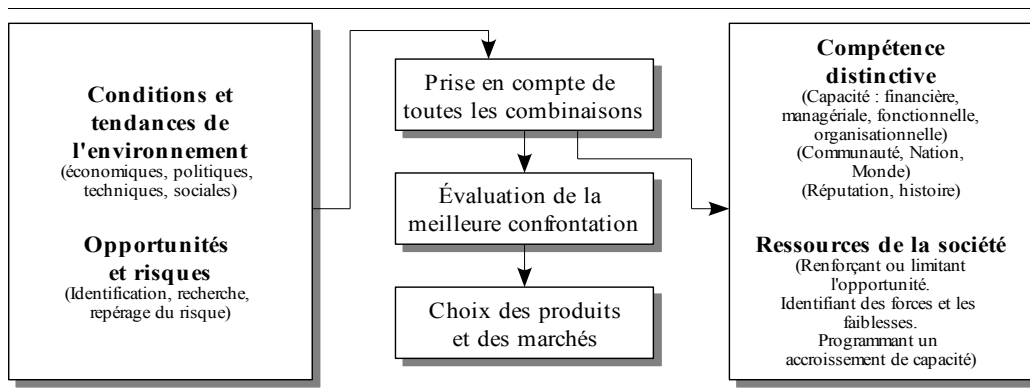 Conditions et
tendances de
l'environnement
(économiques, politiques,
techniques, sociales)
Opportunités
et risques
(Identification, recherche,
repérage du risque)
Prise en compte de
toutes les combinaisons
Évaluation de la
meilleure confrontation
Choix des produits
et des marchés
Compétence
distinctive
(Capacité : financière,
managériale, fonctionnelle,
organisationnelle)
(Communauté, Nation,
Monde)
(Réputation, histoire)
Ressources de la société
(Renforçant ou limitant
l'opportunité.
Identifiant des forces et les
faiblesses.
Programmant un
accroissement de capacité)